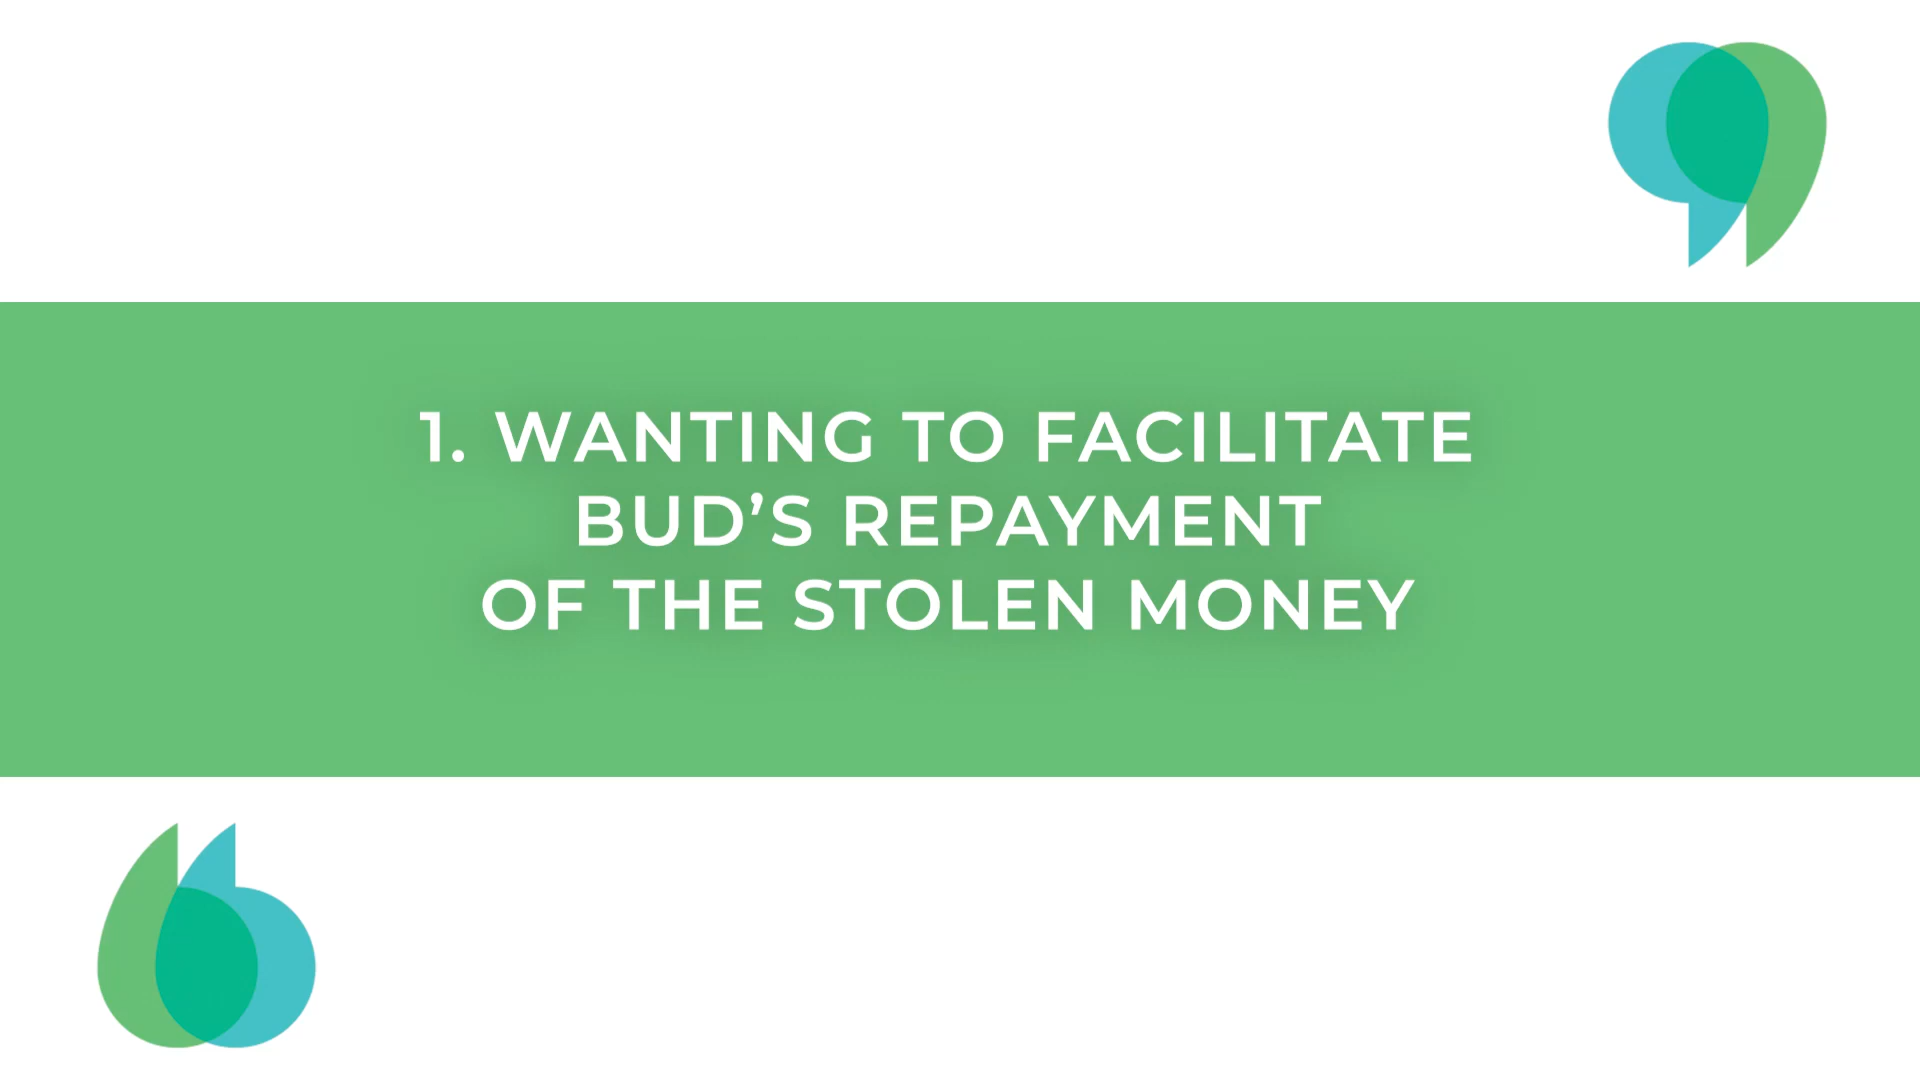 1. WANTING TO FACILITATE
BUD’S REPAYMENT
OF THE STOLEN MONEY